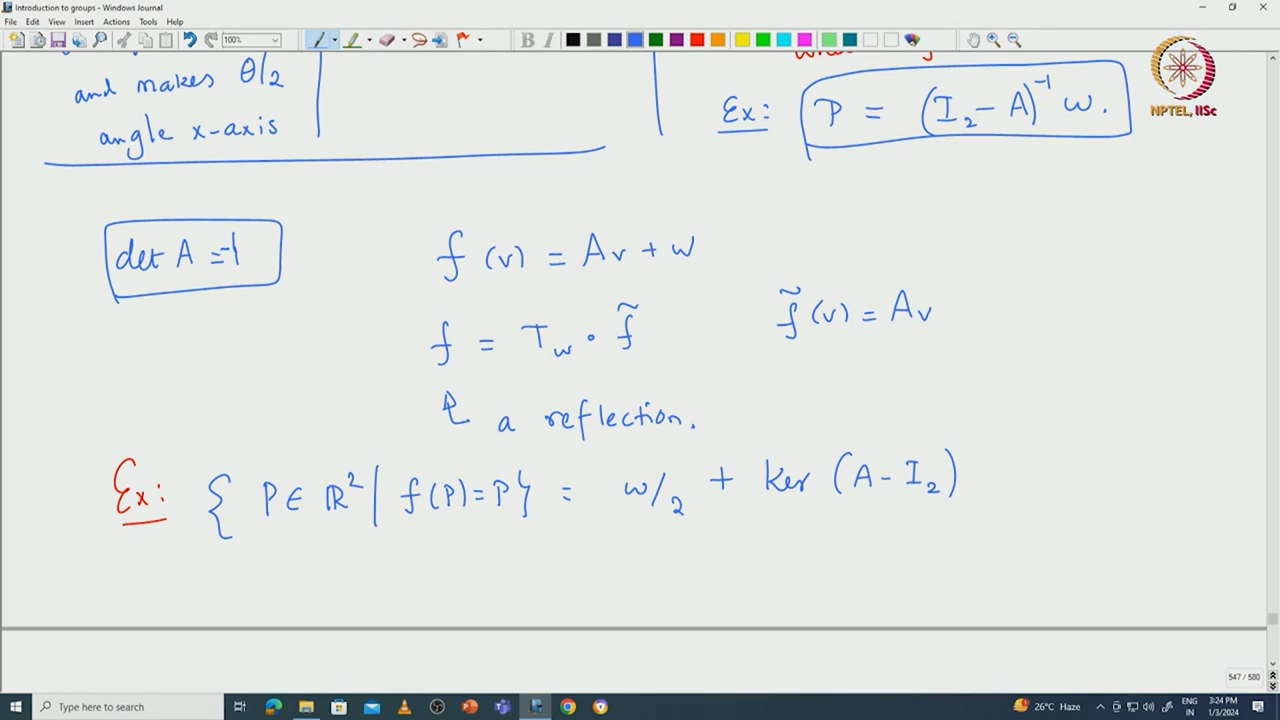 Introduction to groups - Windows Journal
File Edit View Insert Actions Tools Help
100%
B I
NPTEL, IISc
and makes θ/2
angle x-axis
Ex: P = (I₂ - A)⁻¹ w.
det A = -1
f (v) = Av + w
f = T_w ∘ f̃
f̃ (v) = Av
a reflection.
Ex: { P ∈ ℝ² | f(P) = P } = w/2 + ker (A - I₂)
547 / 580
Type here to search
26°C Haze
ENG
IN
3:24 PM
1/3/2024